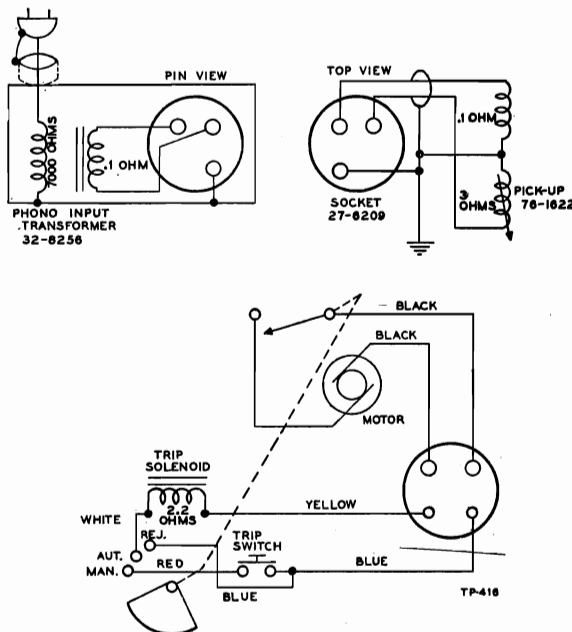 PIN VIEW
7000 OHMS
.1 OHM
PHONO INPUT
.TRANSFORMER
32-8256
TOP VIEW
.1 OHM
SOCKET
27-6209
3
OHMS
PICK-UP
76-1622
BLACK
BLACK
MOTOR
TRIP
SOLENOID
2.2
OHMS
WHITE
YELLOW
REJ.
AUT.
MAN.
RED
TRIP
SWITCH
BLUE
BLUE
TP-416